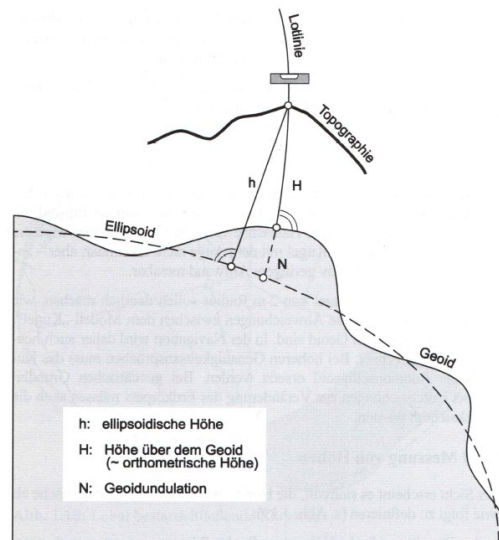 Lotlinie
Topographie
h
H
Ellipsoid
N
Geoid
h: ellipsoidische Höhe
H: Höhe über dem Geoid
(~ orthometrische Höhe)
N: Geoidundulation